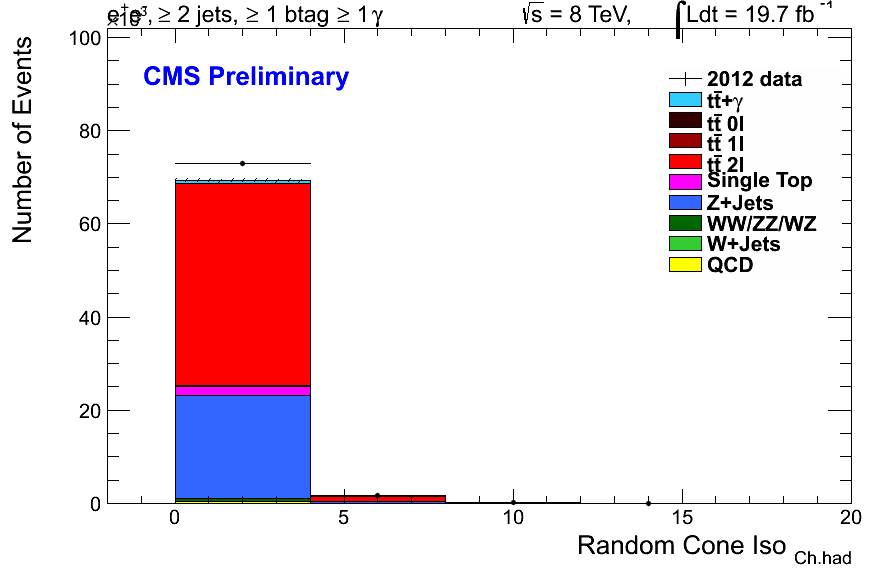 ×10³
e⁺e⁻, ≥ 2 jets, ≥ 1 btag ≥ 1 γ
√s = 8 TeV, ∫ Ldt = 19.7 fb⁻¹
CMS Preliminary
2012 data
tt̄+γ
tt̄ 0l
tt̄ 1l
tt̄ 2l
Single Top
Z+Jets
WW/ZZ/WZ
W+Jets
QCD
Number of Events
100
80
60
40
20
0
0 5 10 15 20
Random Cone Iso Ch.had